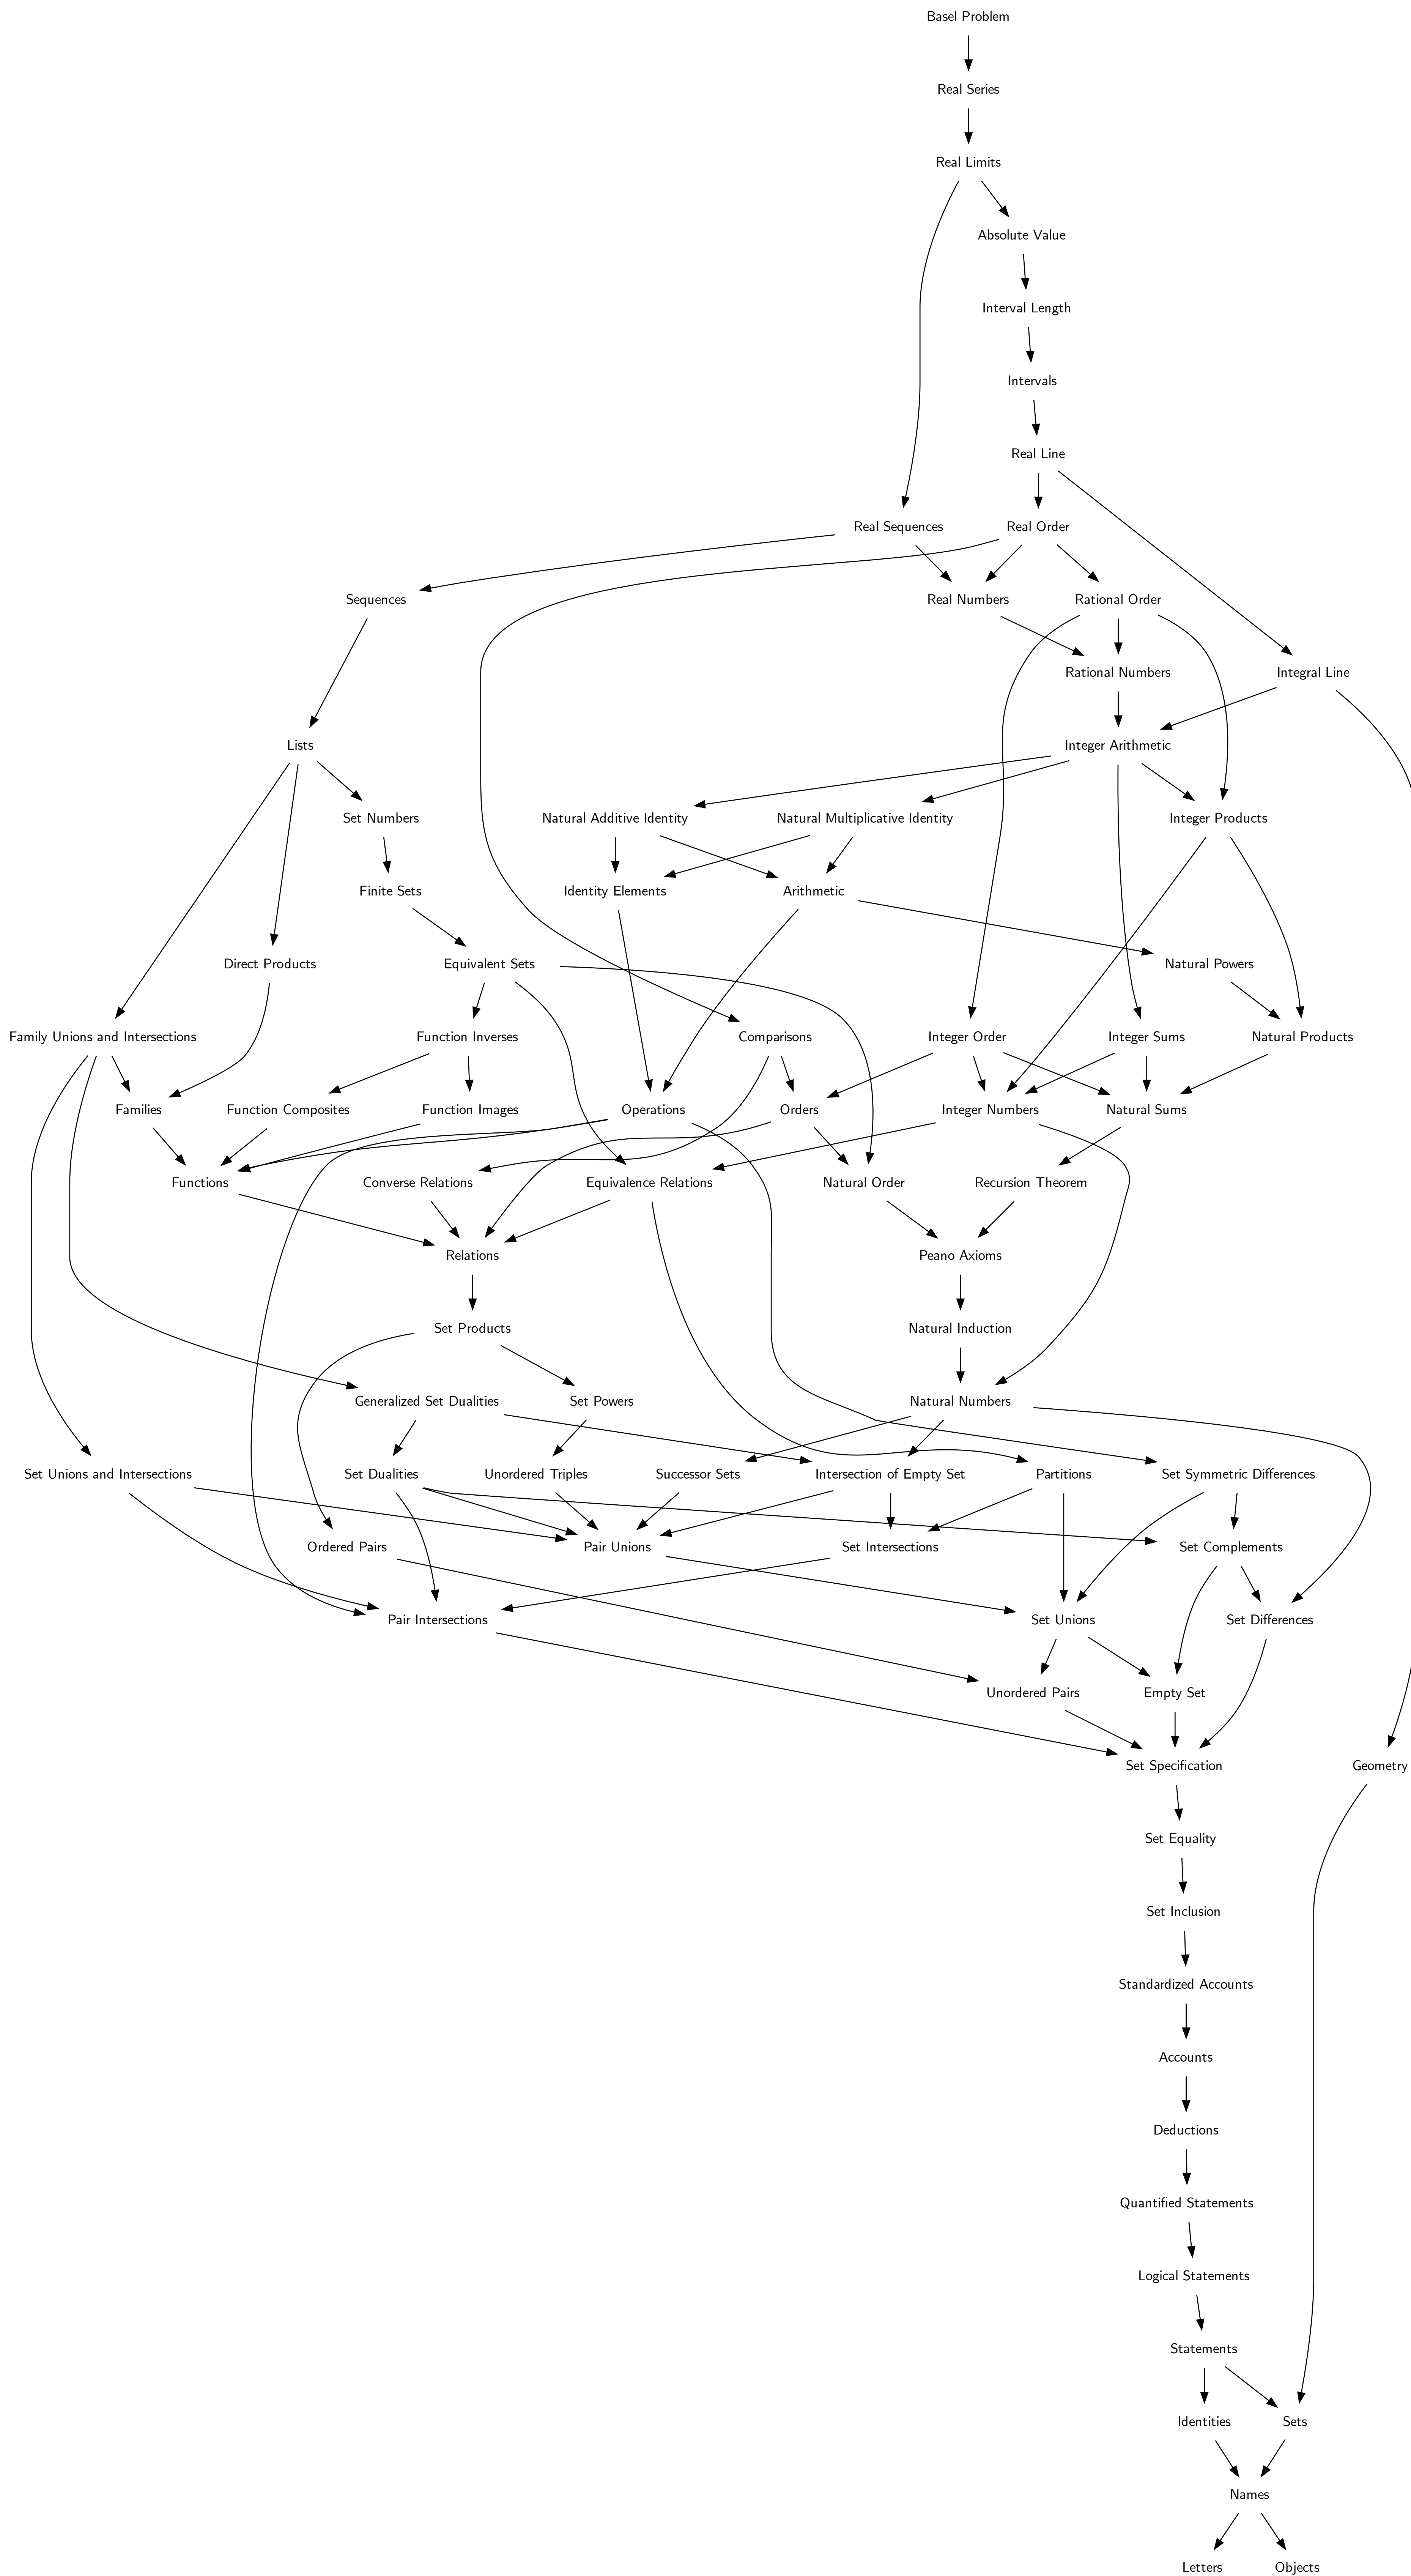 Basel Problem
Real Series
Real Limits
Absolute Value
Interval Length
Intervals
Real Line
Real Sequences
Real Order
Sequences
Real Numbers
Rational Order
Rational Numbers
Integral Line
Lists
Integer Arithmetic
Set Numbers
Natural Additive Identity
Natural Multiplicative Identity
Integer Products
Finite Sets
Identity Elements
Arithmetic
Direct Products
Equivalent Sets
Natural Powers
Family Unions and Intersections
Function Inverses
Comparisons
Integer Order
Integer Sums
Natural Products
Families
Function Composites
Function Images
Operations
Orders
Integer Numbers
Natural Sums
Functions
Converse Relations
Equivalence Relations
Natural Order
Recursion Theorem
Relations
Peano Axioms
Set Products
Natural Induction
Generalized Set Dualities
Set Powers
Natural Numbers
Set Unions and Intersections
Set Dualities
Unordered Triples
Successor Sets
Intersection of Empty Set
Partitions
Set Symmetric Differences
Ordered Pairs
Pair Unions
Set Intersections
Set Complements
Pair Intersections
Set Unions
Set Differences
Unordered Pairs
Empty Set
Set Specification
Geometry
Set Equality
Set Inclusion
Standardized Accounts
Accounts
Deductions
Quantified Statements
Logical Statements
Statements
Identities
Sets
Names
Letters
Objects